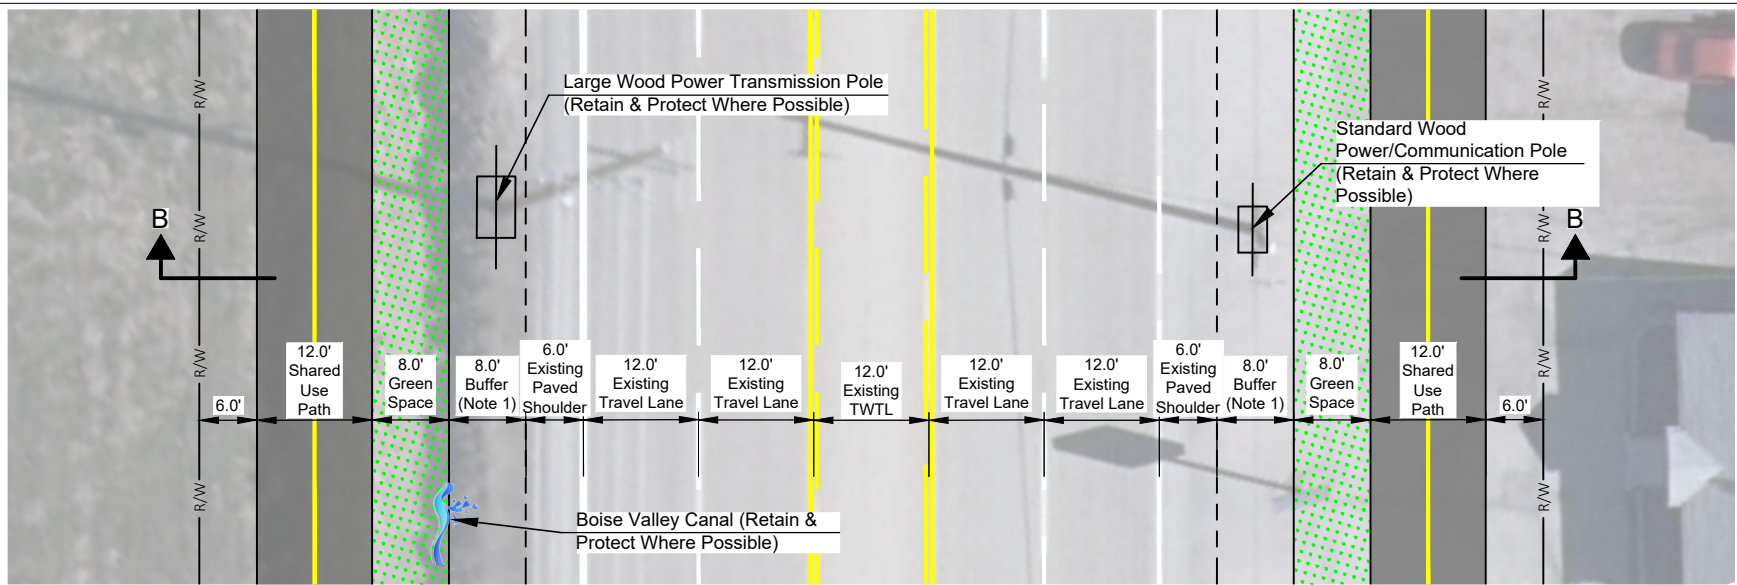 Large Wood Power Transmission Pole
(Retain & Protect Where Possible)
Standard Wood
Power/Communication Pole
(Retain & Protect Where
Possible)
R/W
R/W
R/W
R/W
R/W
R/W
R/W
R/W
B
B
6.0'
12.0'
Shared
Use
Path
8.0'
Green
Space
8.0'
Buffer
(Note 1)
6.0'
Existing
Paved
Shoulder
12.0'
Existing
Travel Lane
12.0'
Existing
Travel Lane
12.0'
Existing
TWTL
12.0'
Existing
Travel Lane
12.0'
Existing
Travel Lane
6.0'
Existing
Paved
Shoulder
8.0'
Buffer
(Note 1)
8.0'
Green
Space
12.0'
Shared
Use
Path
6.0'
Boise Valley Canal (Retain &
Protect Where Possible)